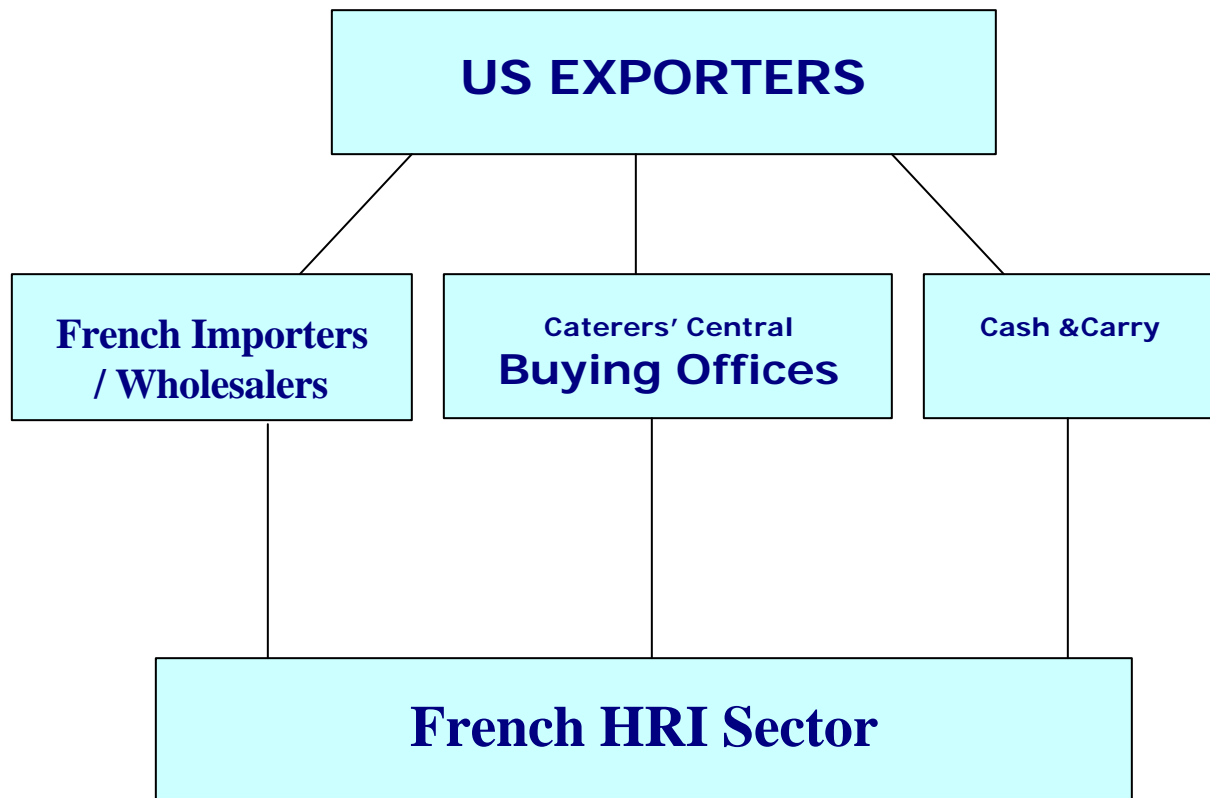 US EXPORTERS
French Importers
/ Wholesalers
Caterers’ Central
Buying Offices
Cash &Carry
French HRI Sector